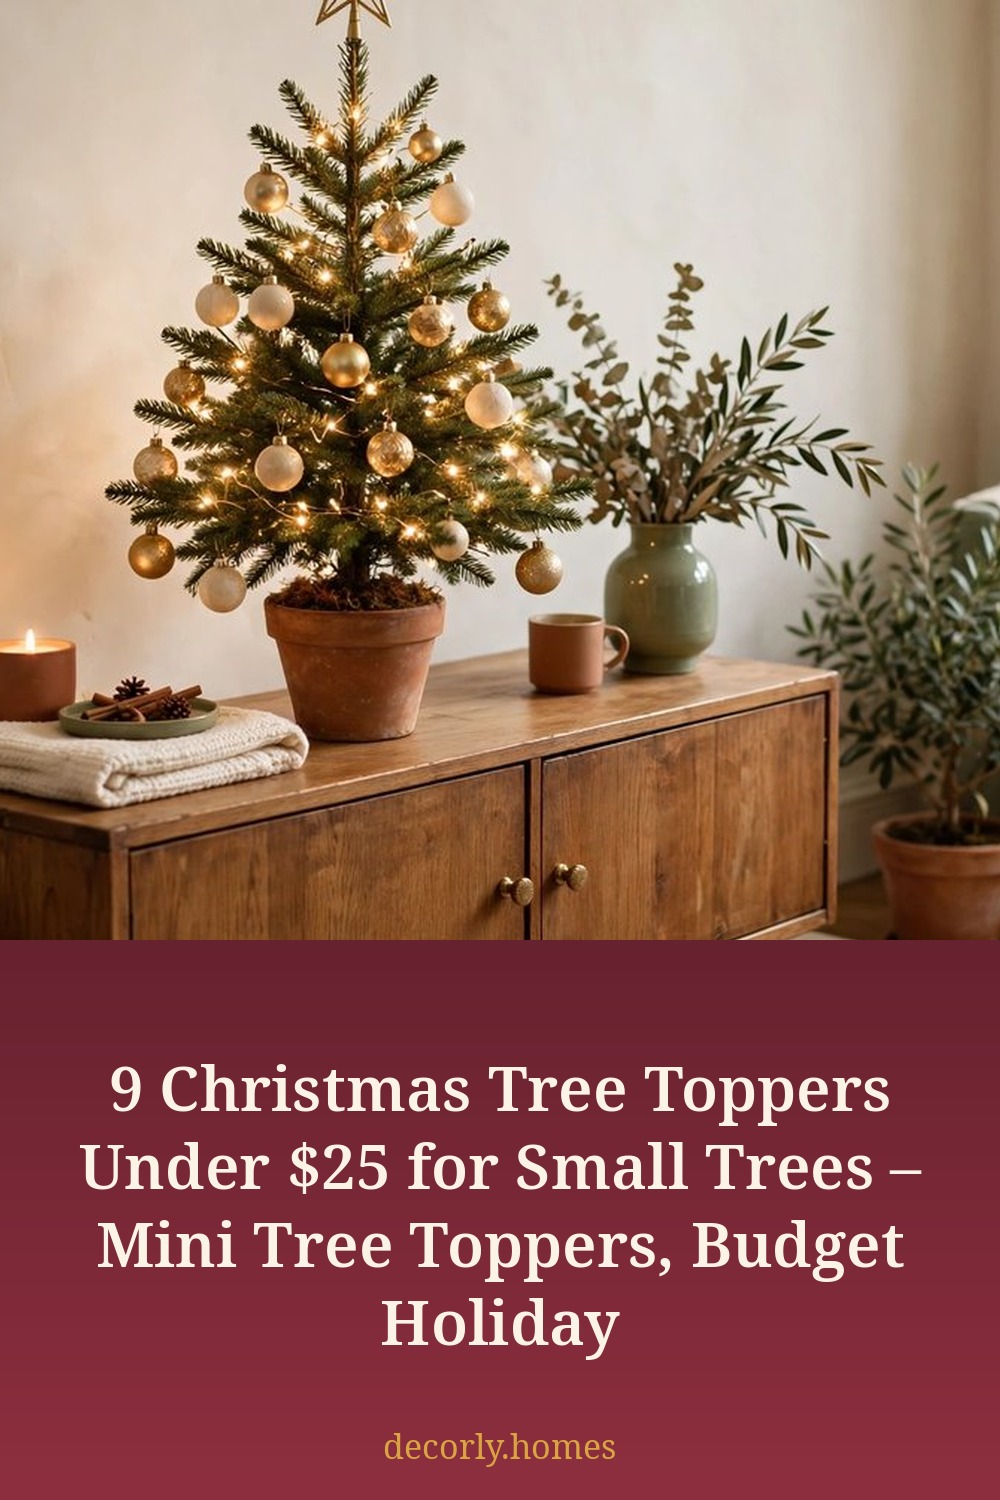 9 Christmas Tree Toppers
Under $25 for Small Trees –
Mini Tree Toppers, Budget
Holiday
decorly.homes